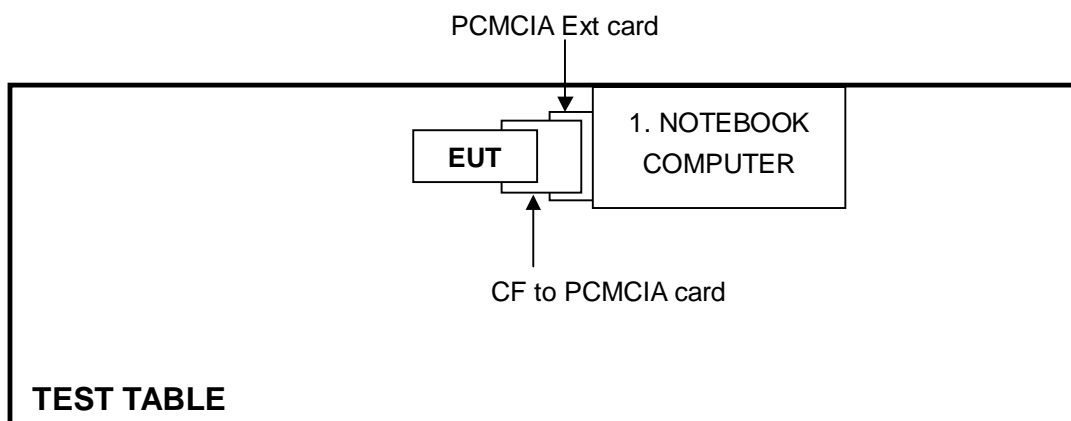 PCMCIA Ext card
1. NOTEBOOK
COMPUTER
EUT
CF to PCMCIA card
TEST TABLE